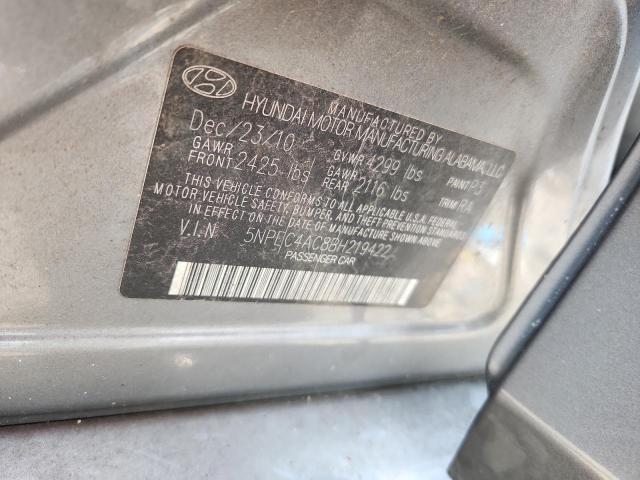 MANUFACTURED BY
HYUNDAI MOTOR MANUFACTURING ALABAMA, LLC
Dec/23/10 GVWR 4299 lbs PAINT P3
GAWR FRONT 2425 lbs GAWR REAR 2116 lbs TRIM RA
THIS VEHICLE CONFORMS TO ALL APPLICABLE U.S.A. FEDERAL
MOTOR VEHICLE SAFETY, BUMPER, AND THEFT PREVENTION STANDARDS
IN EFFECT ON THE DATE OF MANUFACTURE SHOWN ABOVE.
V.I.N 5NPEC4AC8BH219422
PASSENGER CAR